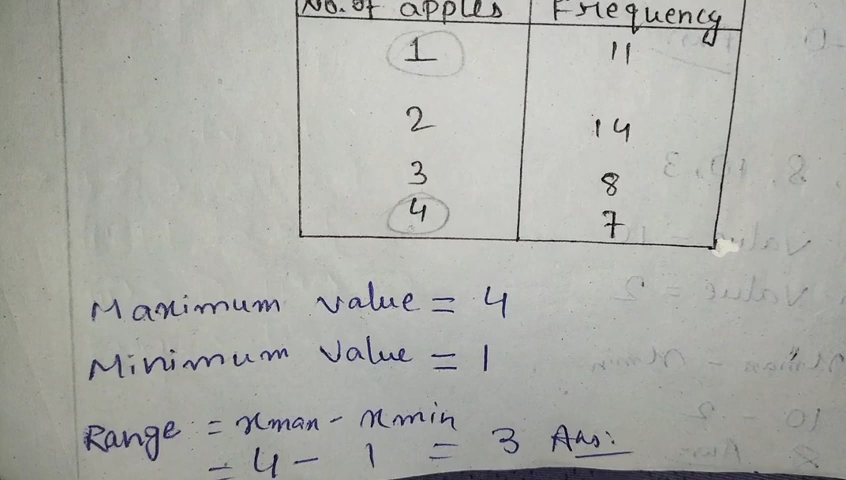 No. of apples Frequency
1 11
2 14
3 8
4 7
Maximum value = 4
Minimum value = 1
Range = xmax - xmin
= 4 - 1 = 3 Ans: